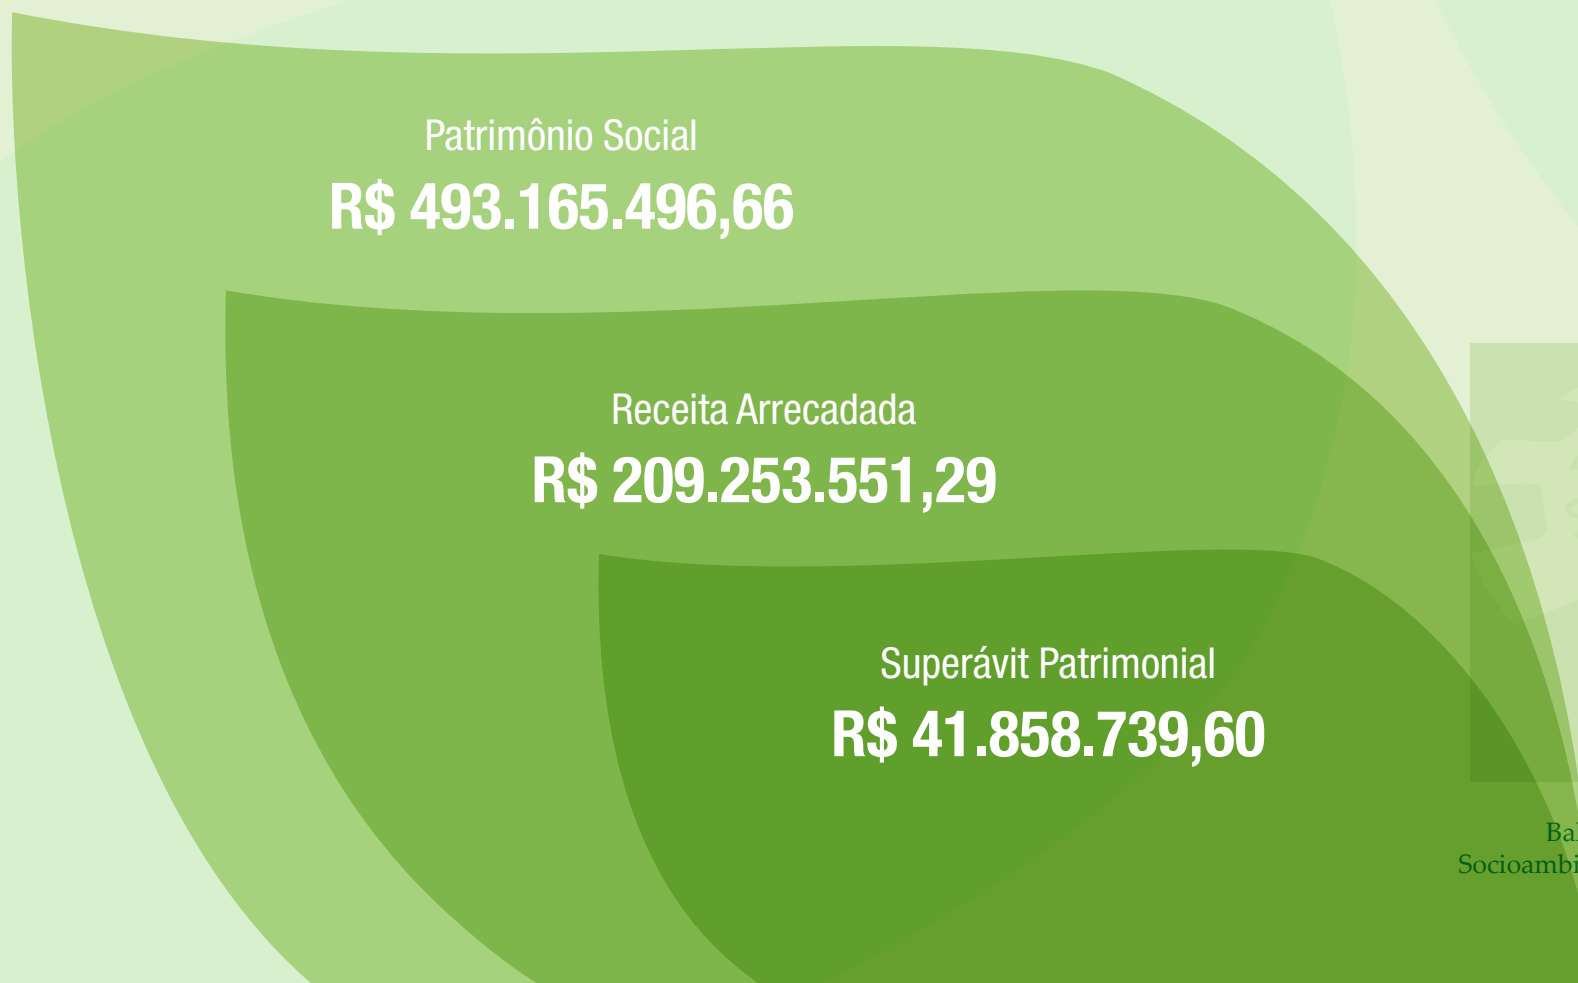 Patrimônio Social
R$ 493.165.496,66
Receita Arrecadada
R$ 209.253.551,29
Superávit Patrimonial
R$ 41.858.739,60